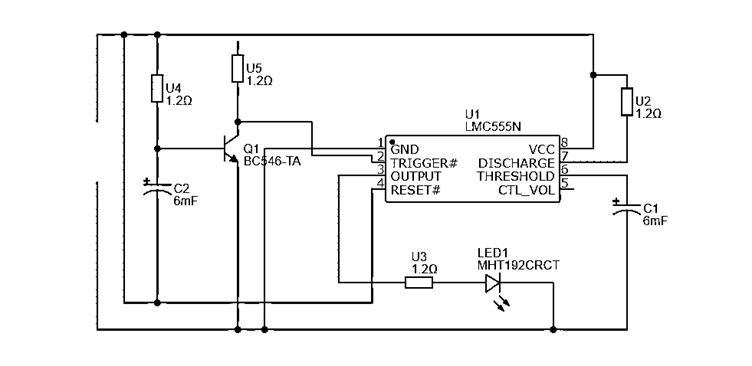 U4
1.2Ω
U5
1.2Ω
Q1
BC546-TA
C2
6mF
U1
LMC555N
1 GND VCC 8
2 TRIGGER# DISCHARGE 7
3 OUTPUT THRESHOLD 6
4 RESET# CTL_VOL 5
U2
1.2Ω
C1
6mF
U3
1.2Ω
LED1
MHT192CRCT